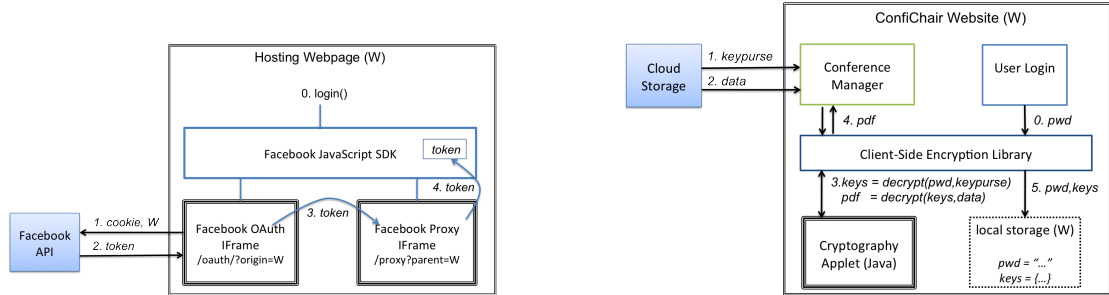 Hosting Webpage (W)
0. login()
Facebook JavaScript SDK
token
4. token
3. token
Facebook API
1. cookie, W
2. token
Facebook OAuth
IFrame
/oauth/?origin=W
Facebook Proxy
IFrame
/proxy?parent=W
ConfiChair Website (W)
Cloud
Storage
1. keypurse
2. data
Conference
Manager
User Login
4. pdf
0. pwd
Client-Side Encryption Library
3.keys = decrypt(pwd,keypurse)
pdf = decrypt(keys,data)
5. pwd,keys
Cryptography
Applet (Java)
local storage (W)
pwd = "..."
keys = {...}